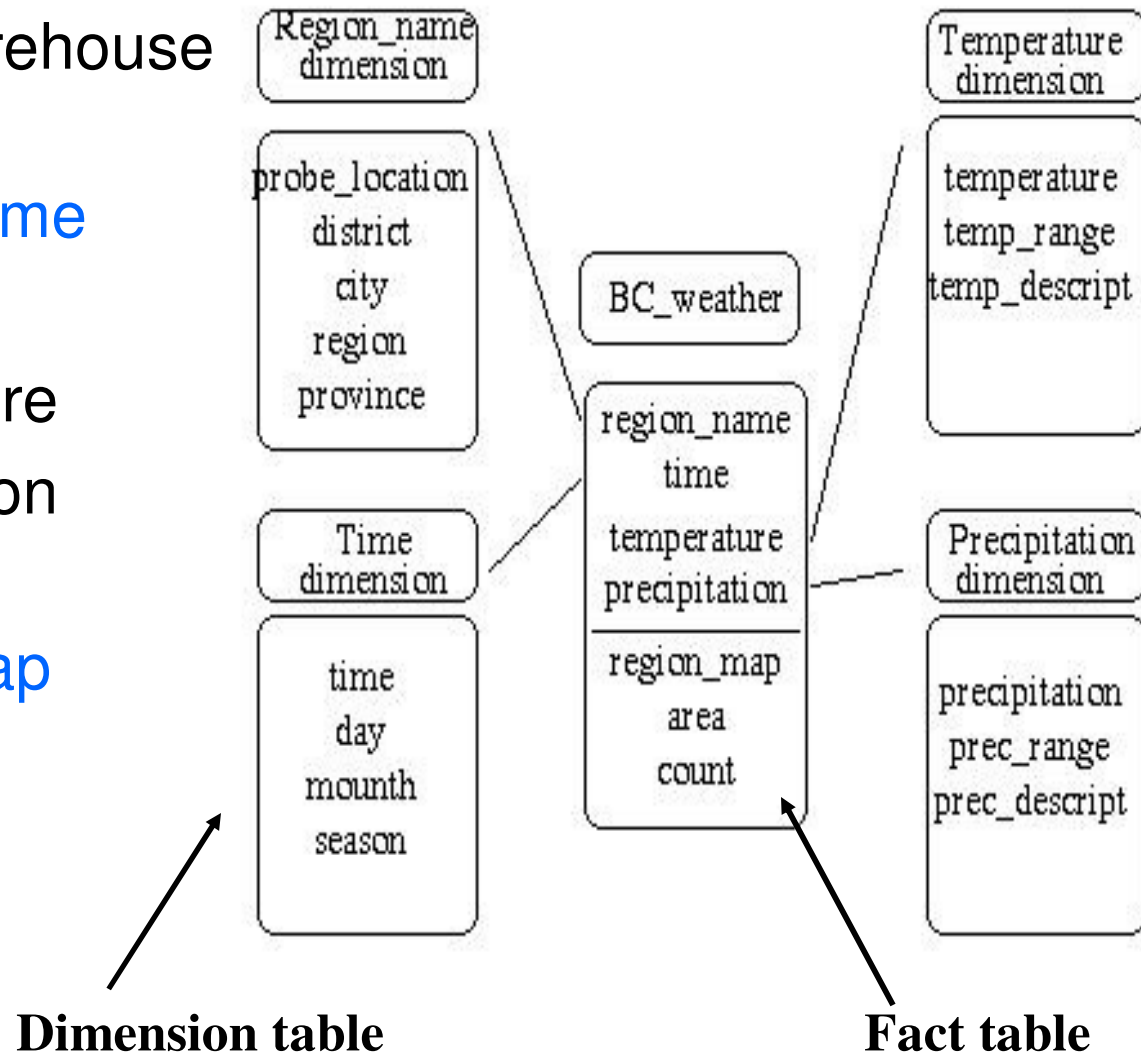 rehouse
me
re
on
ap
Region_name
dimension
probe_location
district
city
region
province
Time
dimension
time
day
mounth
season
BC_weather
region_name
time
temperature
precipitation
region_map
area
count
Temperature
dimension
temperature
temp_range
temp_descript
Precipitation
dimension
precipitation
prec_range
prec_descript
Dimension table
Fact table